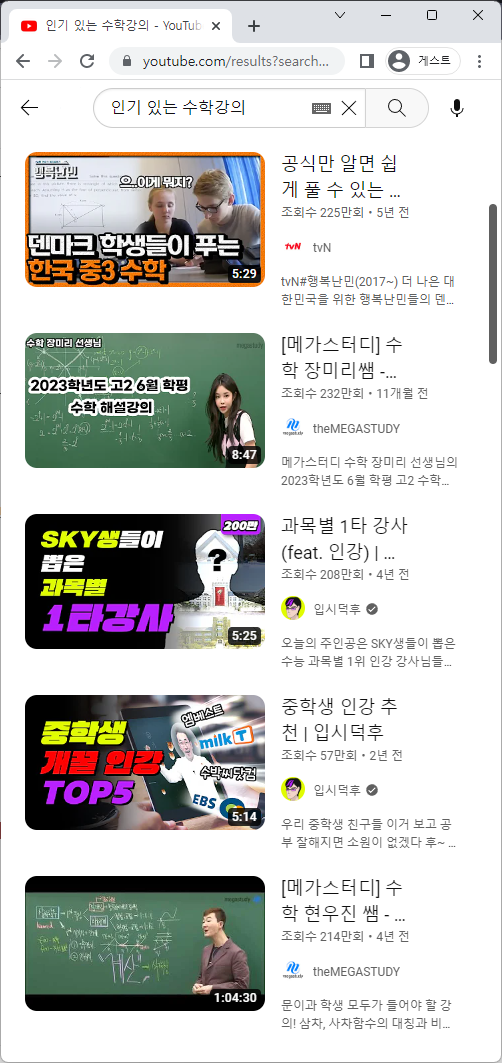 인기 있는 수학강의 - YouTub
youtube.com/results?search...
게스트
인기 있는 수학강의
행복난민
으..이게 뭐지?
덴마크 학생들이 푸는
한국 중3 수학
5:29
공식만 알면 쉽
게 풀 수 있는 ...
조회수 225만회 • 5년 전
tvN
tvN
tvN#행복난민(2017~) 더 나은 대
한민국을 위한 행복난민들의 덴...
수학 장미리 선생님
megastudy
2023학년도 고2 6월 학평
수학 해설강의
8:47
[메가스터디] 수
학 장미리쌤 -...
조회수 232만회 • 11개월 전
megastudy
theMEGASTUDY
메가스터디 수학 장미리 선생님의
2023학년도 6월 학평 고2 수학...
200만
SKY생들이
뽑은
과목별
1타강사
?
5:25
과목별 1타 강사
(feat. 인강) | ...
조회수 208만회 • 4년 전
입시덕후
오늘의 주인공은 SKY생들이 뽑은
수능 과목별 1위 인강 강사님들...
중학생
개꿀 인강
TOP5
엠베스트
milkT
수박씨닷컴
EBS
5:14
중학생 인강 추
천 | 입시덕후
조회수 57만회 • 2년 전
입시덕후
우리 중학생 친구들 이거 보고 공
부 잘해지면 소원이 없겠다 후~ ...
megastudy
계산
1:04:30
[메가스터디] 수
학 현우진 쌤 - ...
조회수 214만회 • 4년 전
megastudy
theMEGASTUDY
문이과 학생 모두가 들어야 할 강
의! 삼차, 사차함수의 대칭과 비...